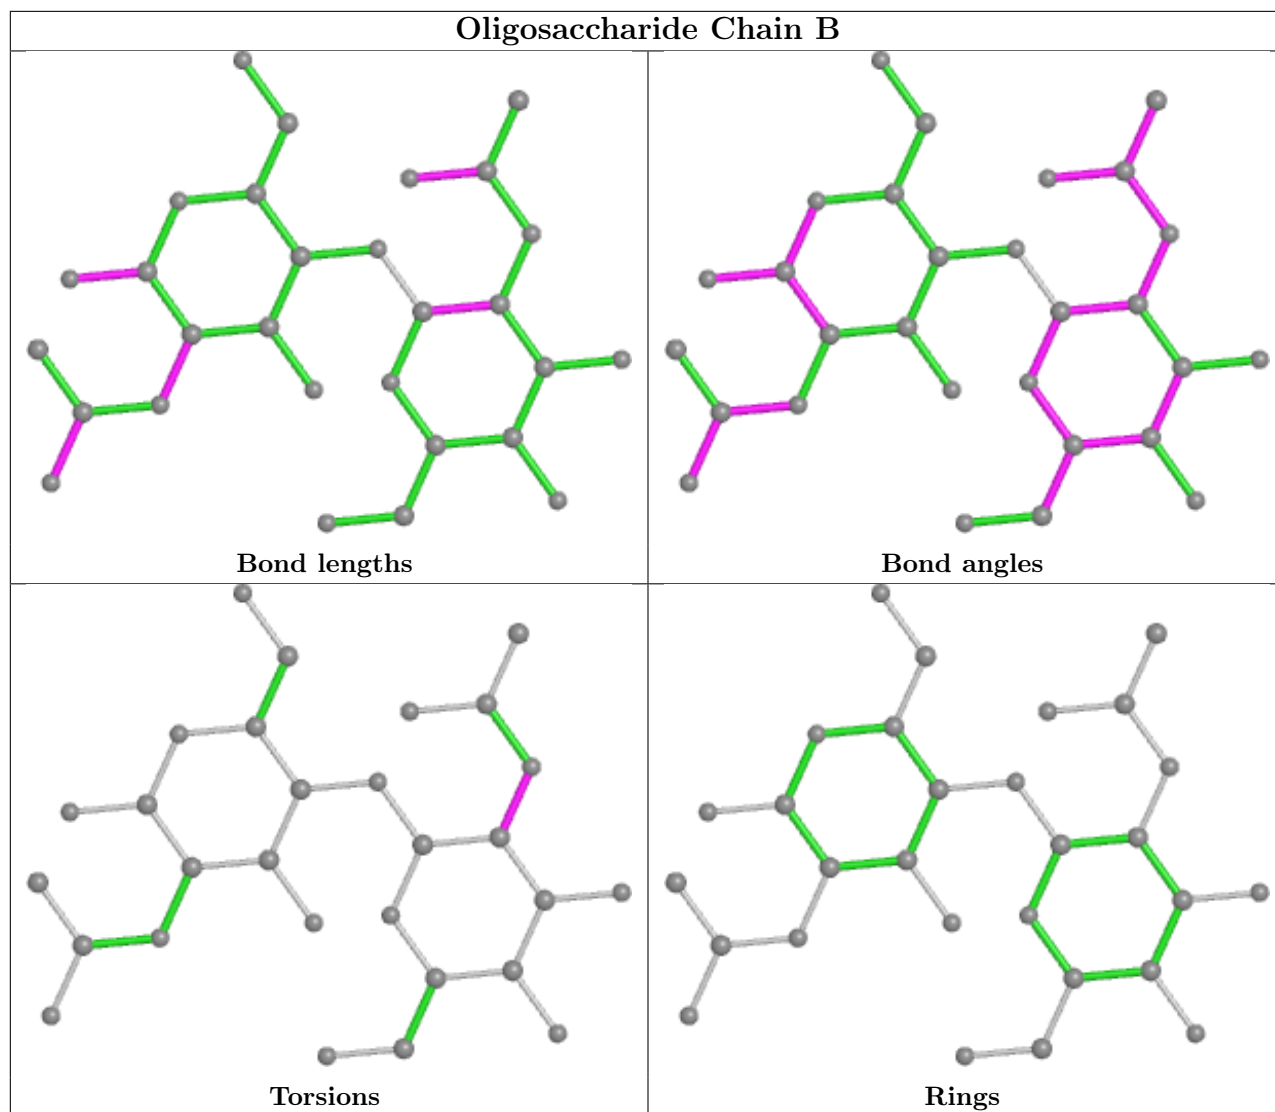 Oligosaccharide Chain B
Bond lengths
Bond angles
Torsions
Rings